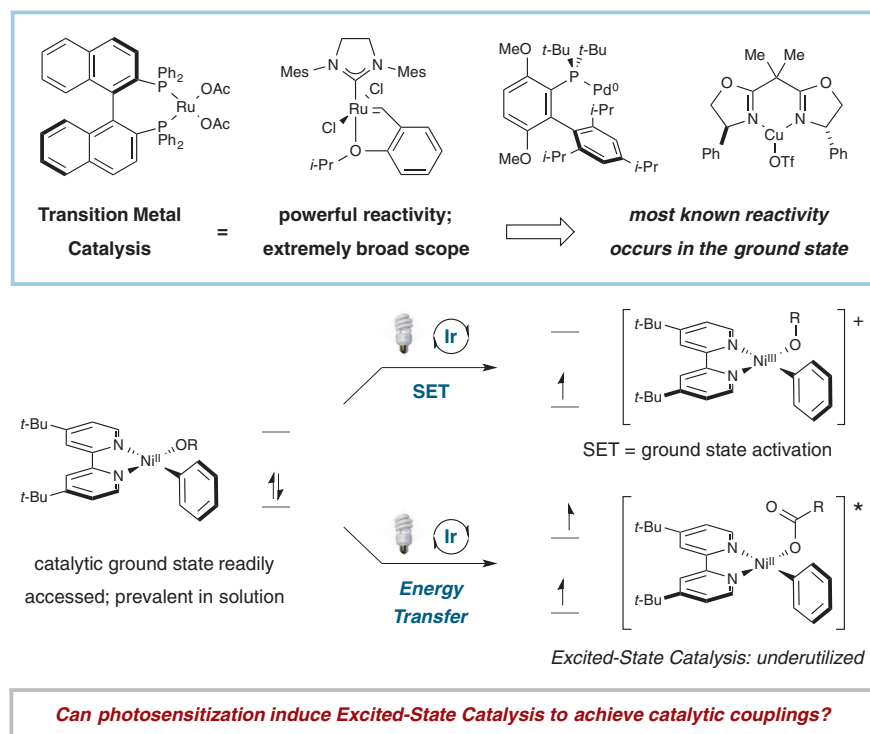 Ph2
P
Ru
OAc
OAc
P
Ph2
Mes
N
N
Mes
Cl
Ru
Cl
O
i-Pr
MeO
t-Bu
t-Bu
P
Pd0
i-Pr
MeO
i-Pr
i-Pr
Me
Me
O
O
N
N
Cu
Ph
OTf
Ph
Transition Metal
Catalysis
=
powerful reactivity;
extremely broad scope
most known reactivity
occurs in the ground state
t-Bu
N
NiII
OR
N
t-Bu
catalytic ground state readily
accessed; prevalent in solution
Ir
SET
t-Bu
N
NiIII
O
R
N
t-Bu
+
SET = ground state activation
Ir
Energy
Transfer
t-Bu
N
NiII
O
O
R
N
t-Bu
*
Excited-State Catalysis: underutilized
Can photosensitization induce Excited-State Catalysis to achieve catalytic couplings?